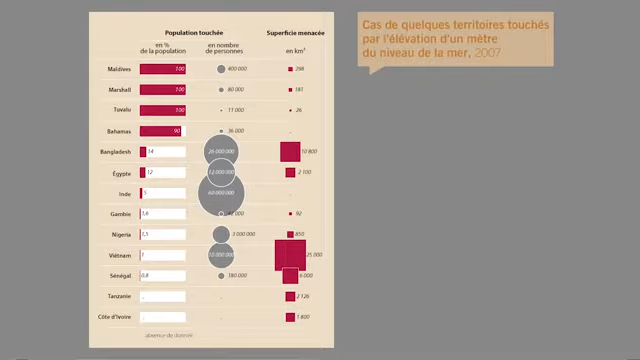 Cas de quelques territoires touchés
par l'élévation d'un mètre
du niveau de la mer, 2007
Population touchée Superficie menacée
en % de la population en nombre de personnes en km²
Maldives 100 400 000 298
Marshall 100 80 000 181
Tuvalu 100 11 000 26
Bahamas 90 36 000 .
Bangladesh 14 26 000 000 10 800
Égypte 12 12 000 000 2 100
Inde 5 60 000 000 .
Gambie 3,6 42 000 92
Nigeria 1,5 3 000 000 850
Viêtnam 1 10 000 000 25 000
Sénégal 0,8 180 000 6 000
Tanzanie . . 2 126
Côte d'Ivoire . . 1 800
absence de donnée